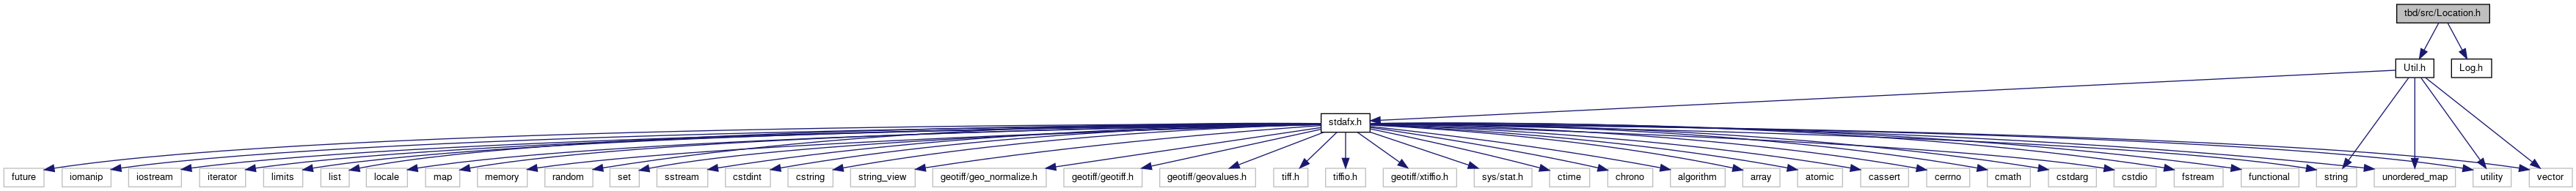 tbd/src/Location.h
Util.h
Log.h
stdafx.h
future
iomanip
iostream
iterator
limits
list
locale
map
memory
random
set
sstream
cstdint
cstring
string_view
geotiff/geo_normalize.h
geotiff/geotiff.h
geotiff/geovalues.h
tiff.h
tiffio.h
geotiff/xtiffio.h
sys/stat.h
ctime
chrono
algorithm
array
atomic
cassert
cerrno
cmath
cstdarg
cstdio
fstream
functional
string
unordered_map
utility
vector